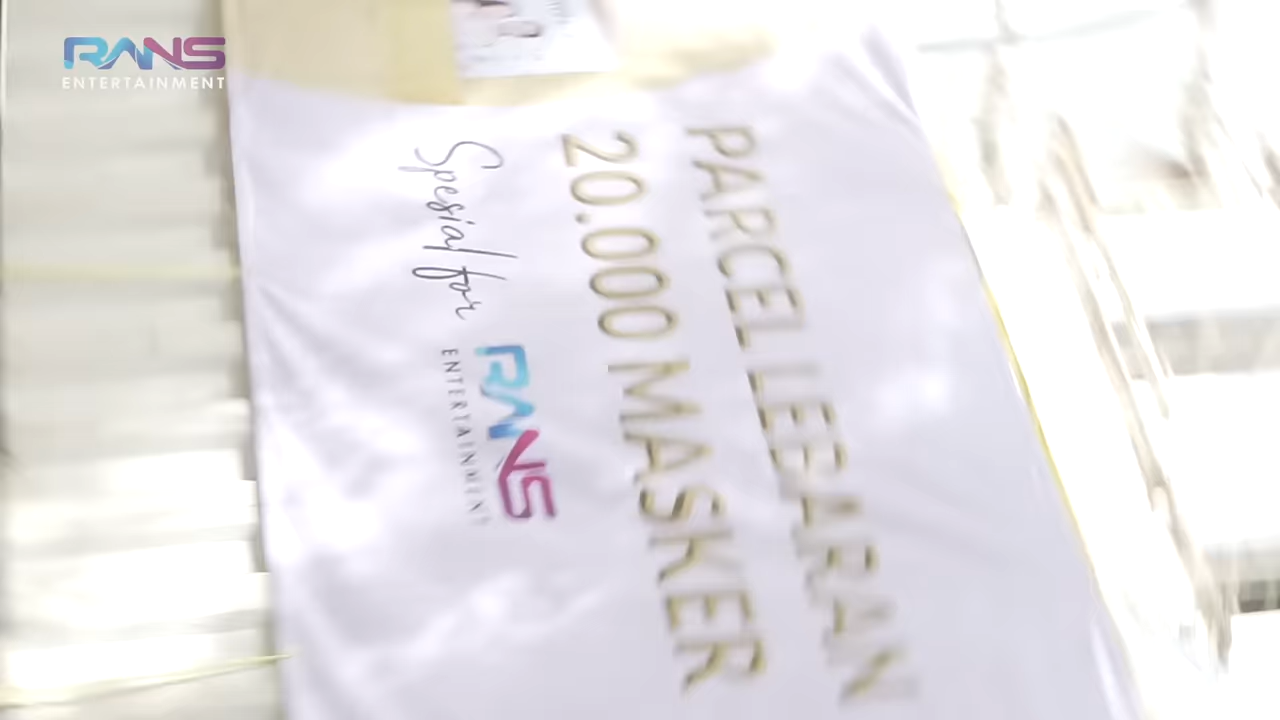 RANS
ENTERTAINMENT
PARCEL LEBARAN
20.000 MASKER
Spesial for
RANS
ENTERTAINMENT